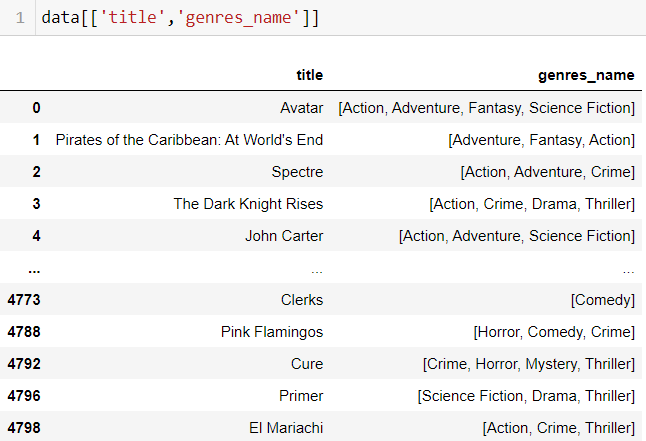 1 data[['title','genres_name']]
title genres_name
0 Avatar [Action, Adventure, Fantasy, Science Fiction]
1 Pirates of the Caribbean: At World's End [Adventure, Fantasy, Action]
2 Spectre [Action, Adventure, Crime]
3 The Dark Knight Rises [Action, Crime, Drama, Thriller]
4 John Carter [Action, Adventure, Science Fiction]
... ... ...
4773 Clerks [Comedy]
4788 Pink Flamingos [Horror, Comedy, Crime]
4792 Cure [Crime, Horror, Mystery, Thriller]
4796 Primer [Science Fiction, Drama, Thriller]
4798 El Mariachi [Action, Crime, Thriller]